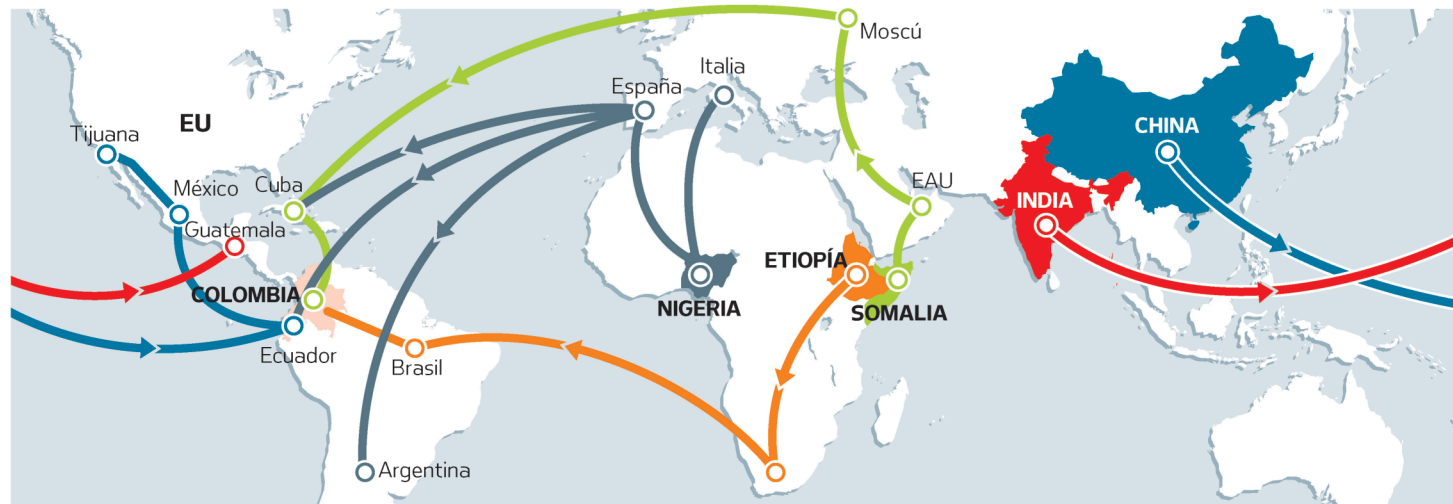 Moscú
Italia
España
EU
CHINA
Tijuana
Cuba
EAU
México
INDIA
Guatemala
ETIOPÍA
COLOMBIA
NIGERIA
SOMALIA
Ecuador
Brasil
Argentina